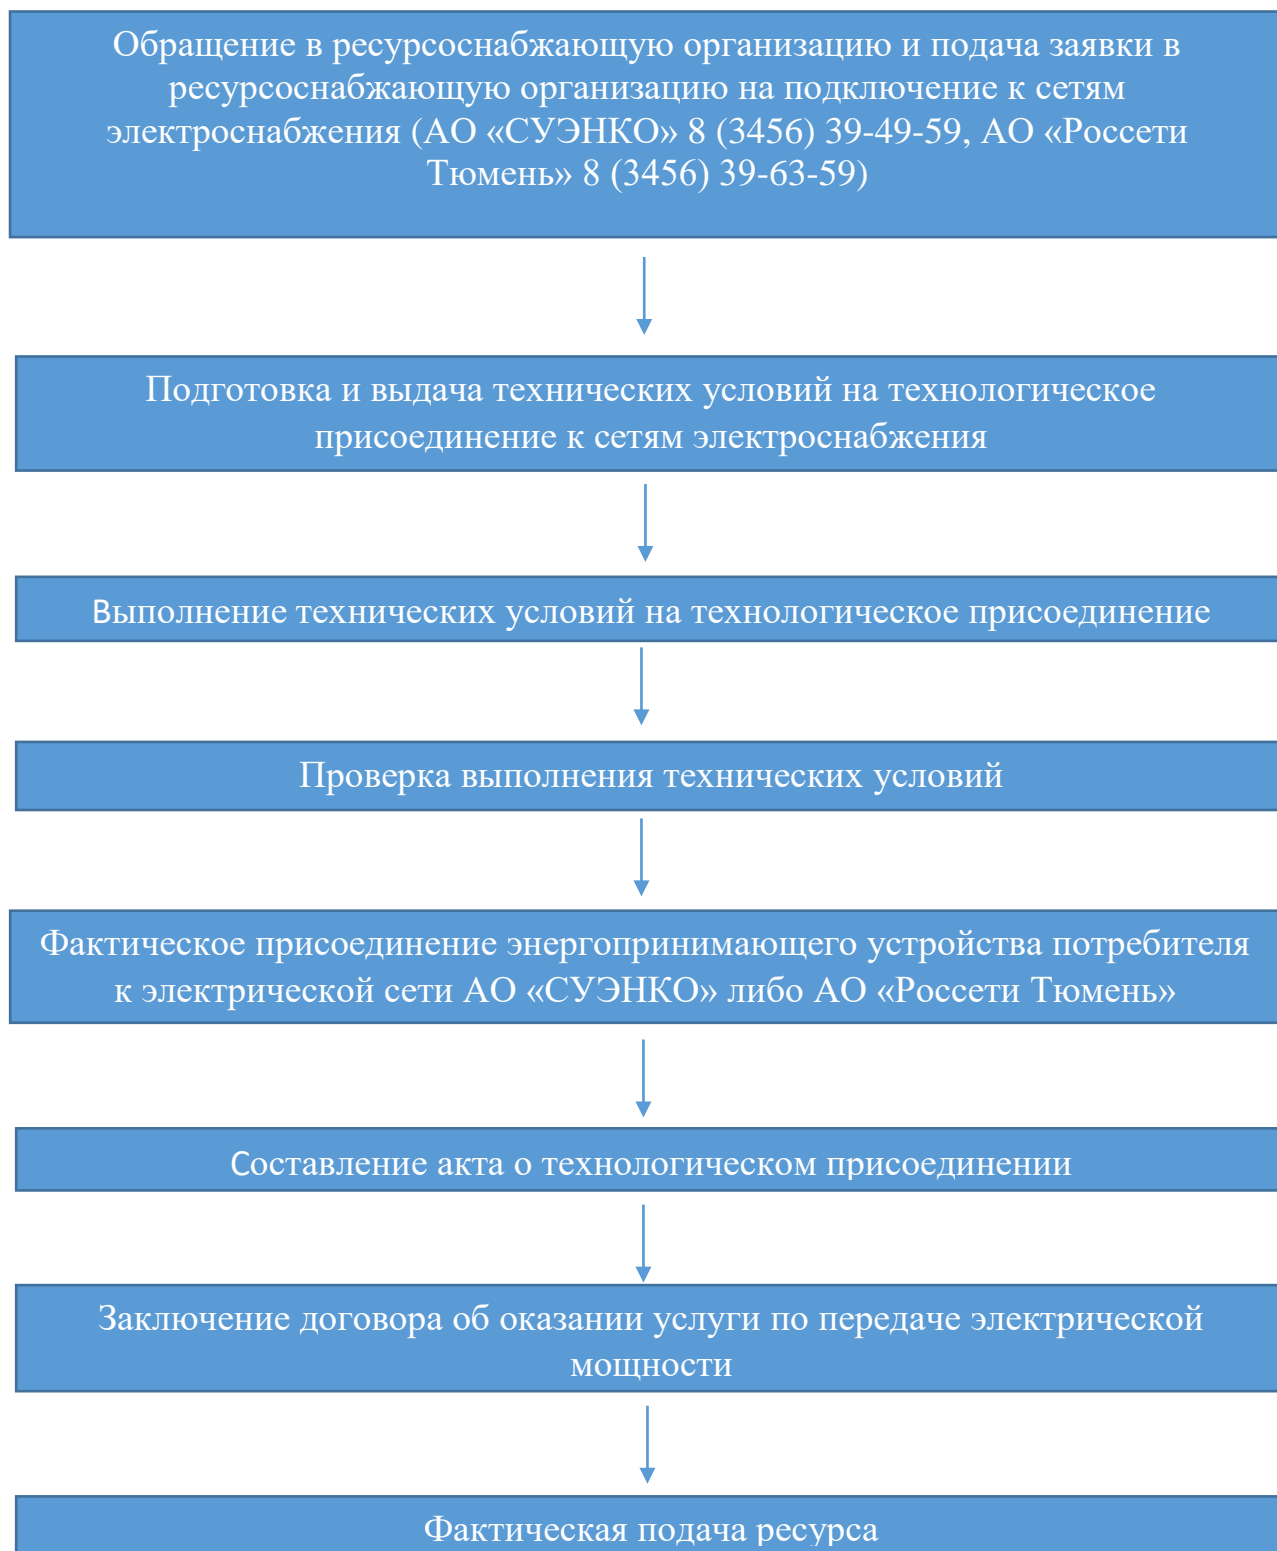 Обращение в ресурсоснабжающую организацию и подача заявки в
ресурсоснабжающую организацию на подключение к сетям
электроснабжения (АО «СУЭНКО» 8 (3456) 39-49-59, АО «Россети
Тюмень» 8 (3456) 39-63-59)
Подготовка и выдача технических условий на технологическое
присоединение к сетям электроснабжения
Выполнение технических условий на технологическое присоединение
Проверка выполнения технических условий
Фактическое присоединение энергопринимающего устройства потребителя
к электрической сети АО «СУЭНКО» либо АО «Россети Тюмень»
Составление акта о технологическом присоединении
Заключение договора об оказании услуги по передаче электрической
мощности
Фактическая подача ресурса